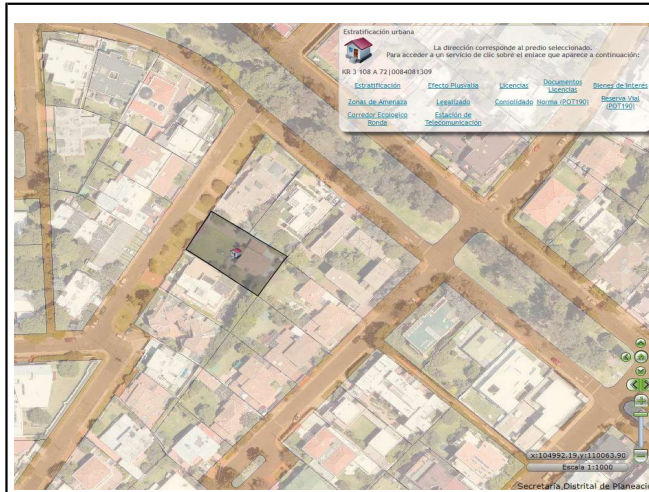 Estratificación urbana
La dirección corresponde al predio seleccionado.
Para acceder a un servicio de clic sobre el enlace que aparece a continuación:
KR 3 108 A 72|0084081309
Estratificación Efecto Plusvalía Licencias Documentos Licencias Bienes de Interés
Zonas de Amenaza Legalizado Consolidado Norma (POT190) Reserva Vial (POT190)
Corredor Ecologico Ronda Estación de Telecomunicación
x:104992.19,y:110063.90
Escala 1:1000
Secretaría Distrital de Planeació